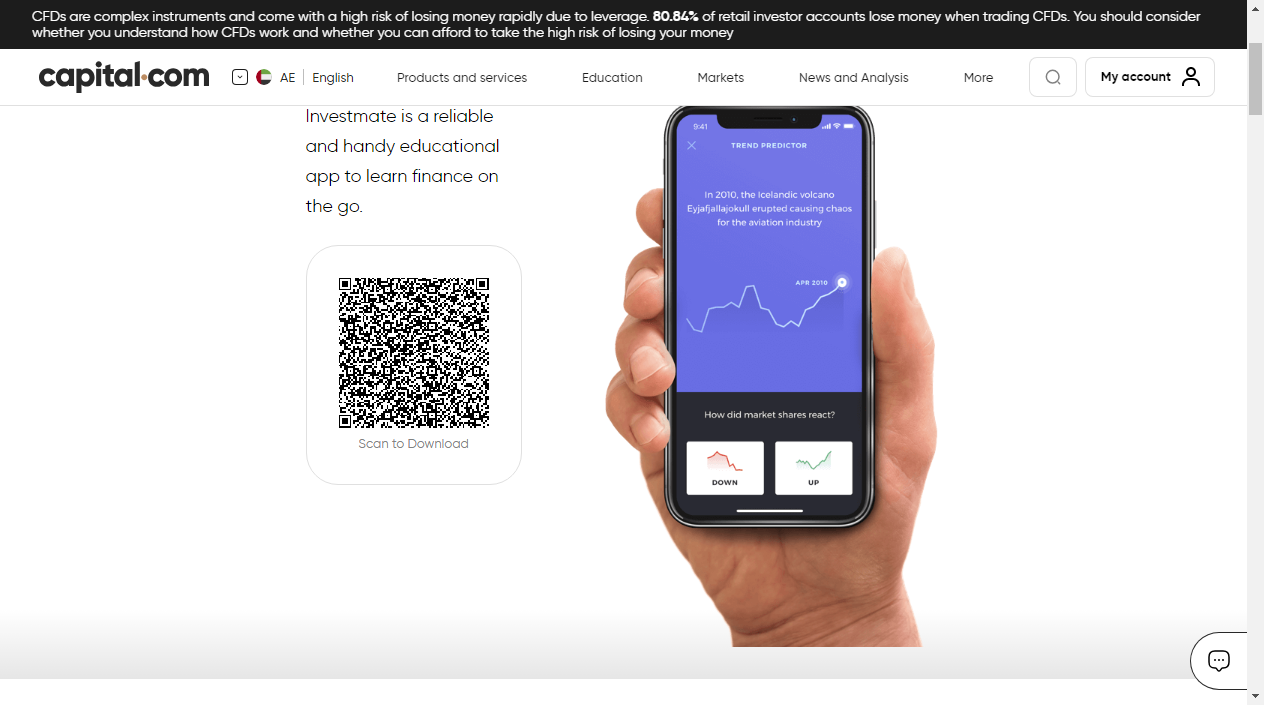 CFDs are complex instruments and come with a high risk of losing money rapidly due to leverage. 80.84% of retail investor accounts lose money when trading CFDs. You should consider
whether you understand how CFDs work and whether you can afford to take the high risk of losing your money
capital.com
AE
English
Products and services
Education
Markets
News and Analysis
More
My account
Investmate is a reliable
and handy educational
app to learn finance on
the go.
Scan to Download
9:41
TREND PREDICTOR
In 2010, the Icelandic volcano
Eyjafjallajokull erupted causing chaos
for the aviation industry
APR 2010
How did market shares react?
DOWN
UP